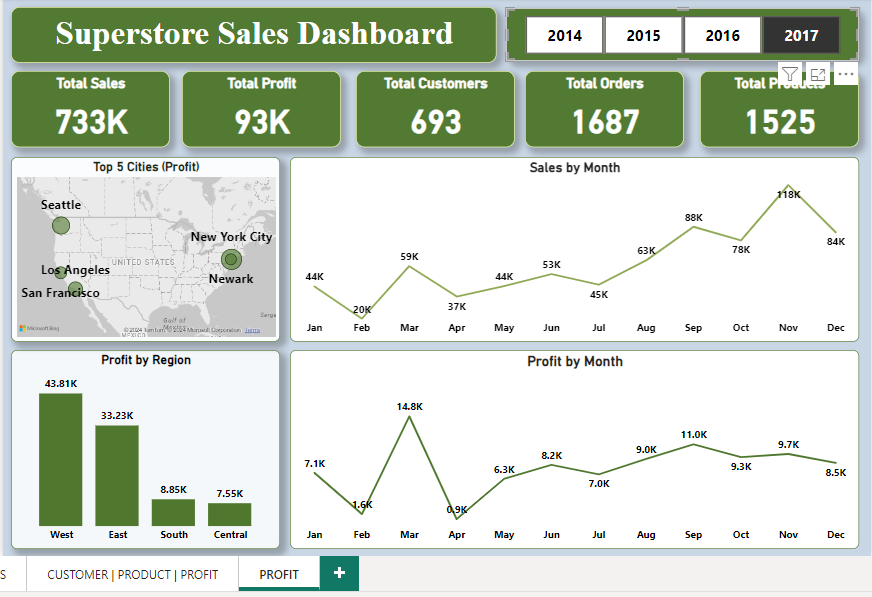 Superstore Sales Dashboard
2014 2015 2016 2017
Total Sales
733K
Total Profit
93K
Total Customers
693
Total Orders
1687
Total Products
1525
Top 5 Cities (Profit)
Seattle
New York City
UNITED STATES
Los Angeles
Newark
San Francisco
Gulf of
Mexico
MEXICO
Microsoft Bing
© 2024 TomTom, © 2024 Microsoft Corporation Terms
Sales by Month
44K 20K 59K 37K 44K 53K 45K 63K 88K 78K 118K 84K
Jan Feb Mar Apr May Jun Jul Aug Sep Oct Nov Dec
Profit by Region
43.81K 33.23K 8.85K 7.55K
West East South Central
Profit by Month
7.1K 1.6K 14.8K 0.9K 6.3K 8.2K 7.0K 9.0K 11.0K 9.3K 9.7K 8.5K
Jan Feb Mar Apr May Jun Jul Aug Sep Oct Nov Dec
S CUSTOMER | PRODUCT | PROFIT PROFIT +